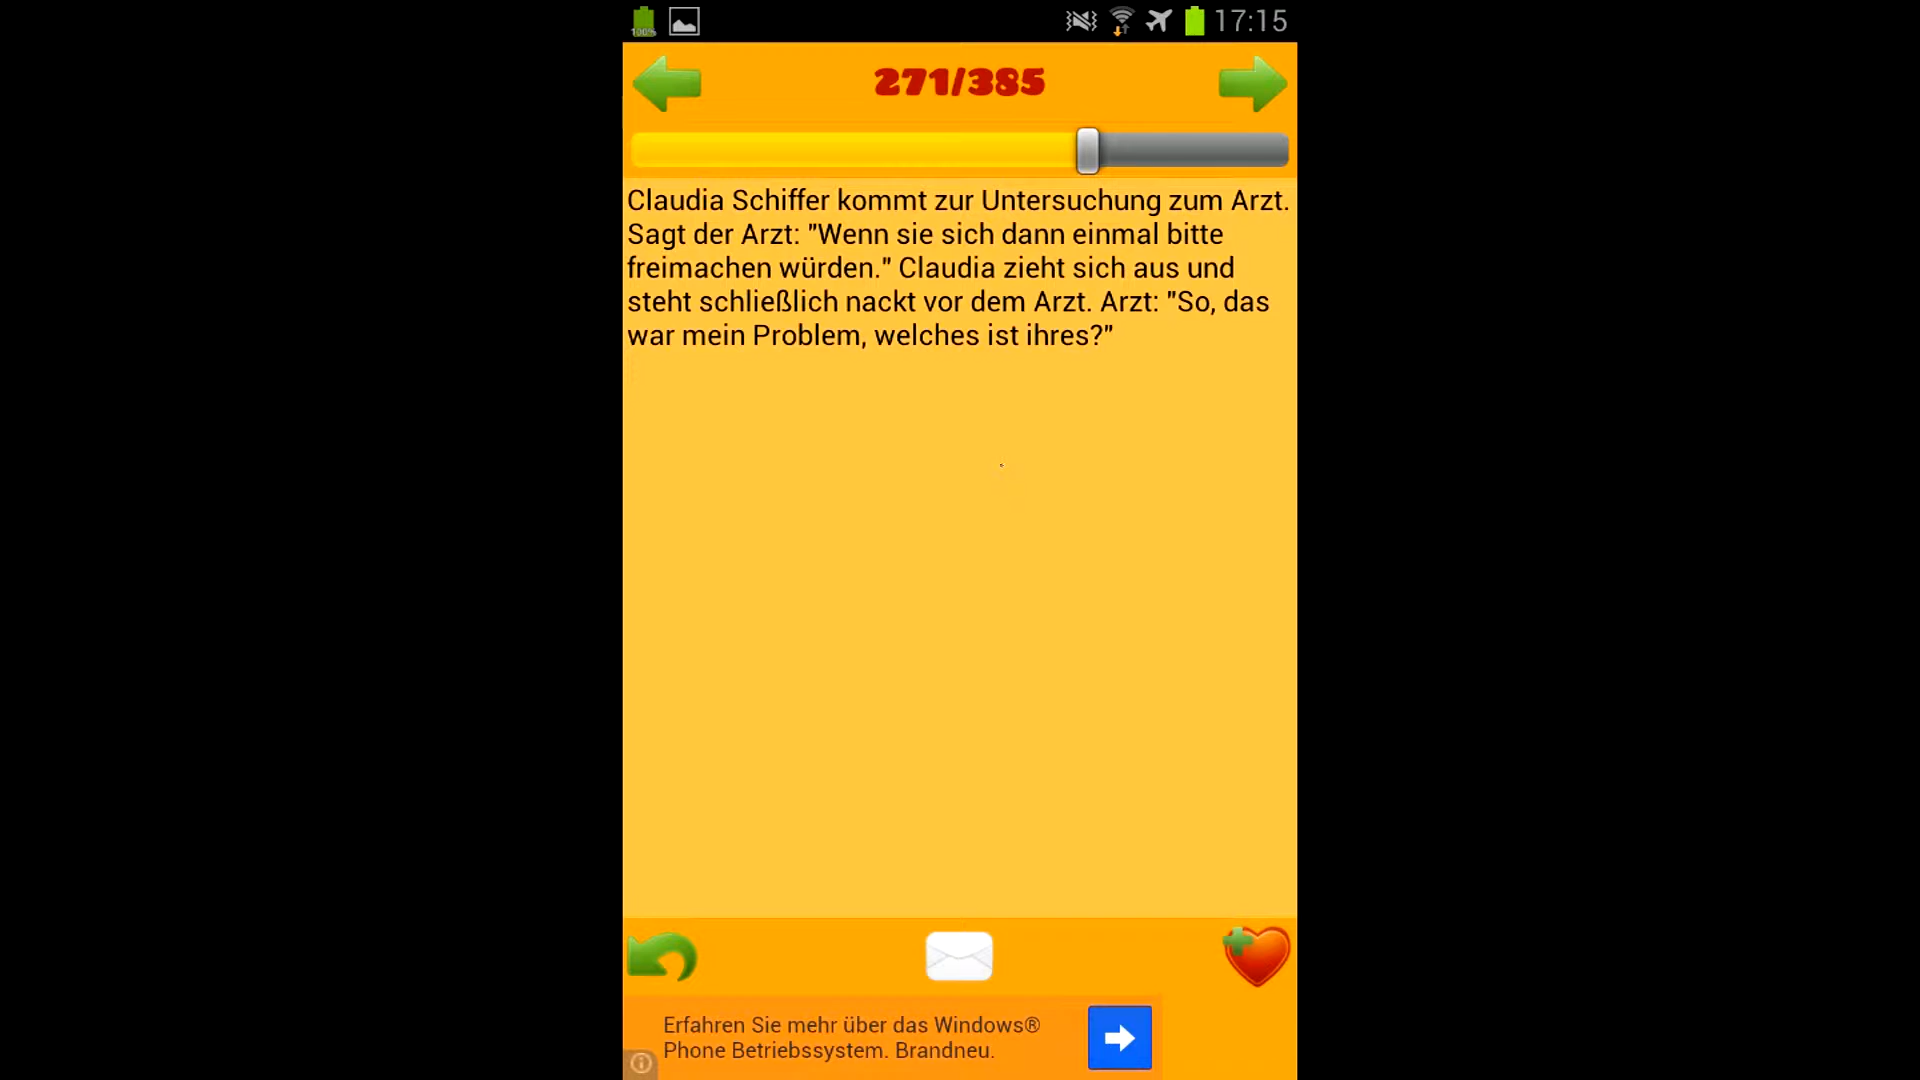 100%
17:15
271/385
Claudia Schiffer kommt zur Untersuchung zum Arzt.
Sagt der Arzt: "Wenn sie sich dann einmal bitte
freimachen würden." Claudia zieht sich aus und
steht schließlich nackt vor dem Arzt. Arzt: "So, das
war mein Problem, welches ist ihres?"
Erfahren Sie mehr über das Windows®
Phone Betriebssystem. Brandneu.